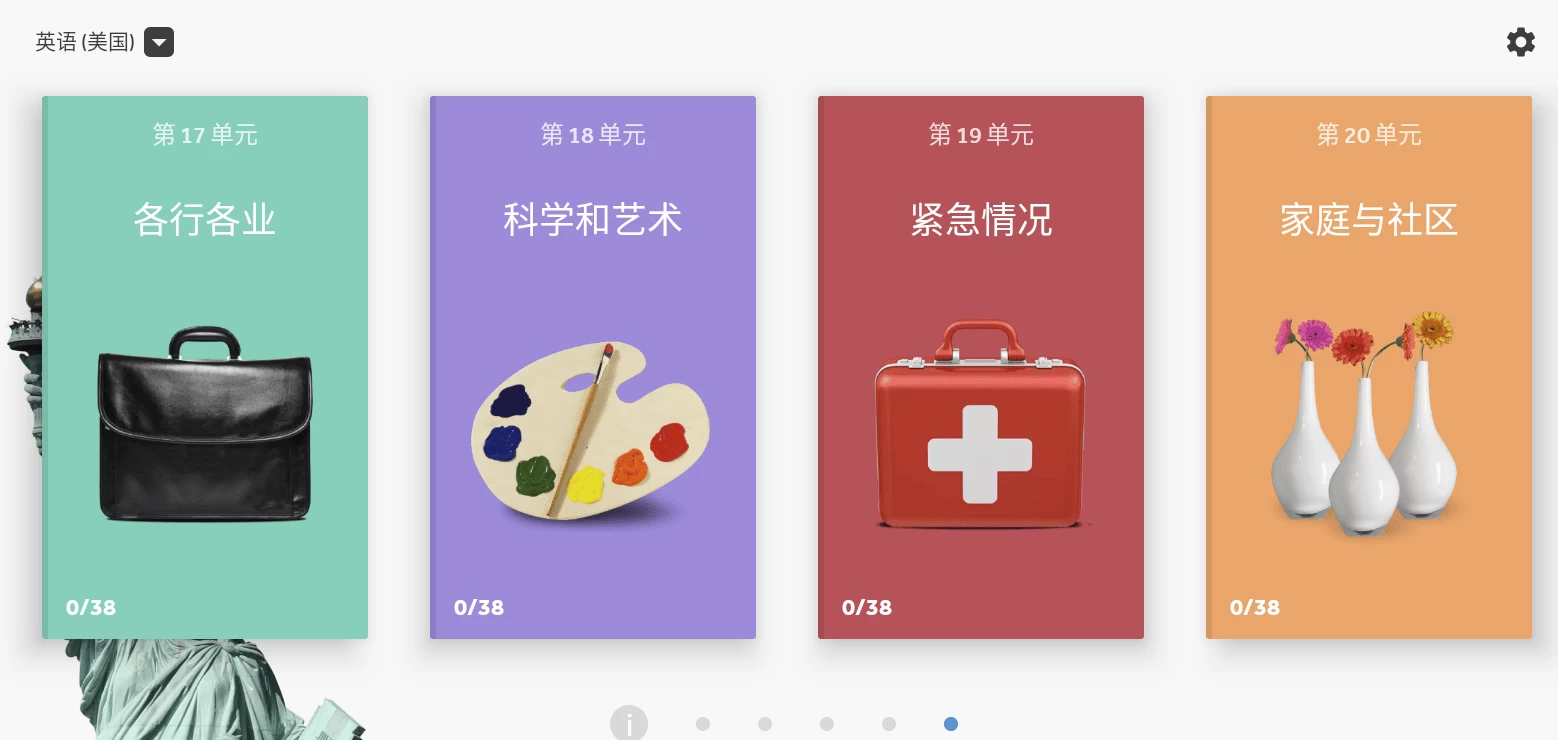 英语 (美国)
第 17 单元
各行各业
0/38
第 18 单元
科学和艺术
0/38
第 19 单元
紧急情况
0/38
第 20 单元
家庭与社区
0/38
i